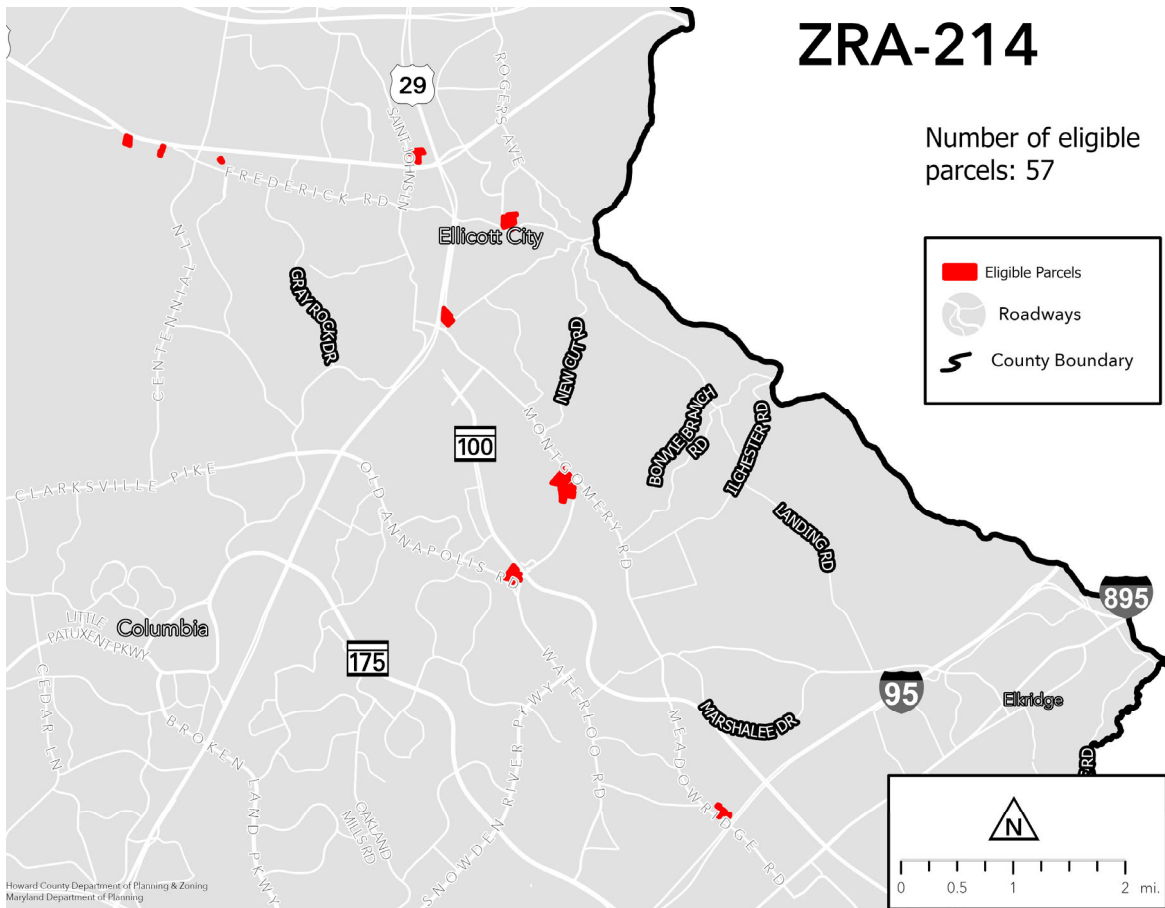 ZRA-214
Number of eligible
parcels: 57
Eligible Parcels
Roadways
County Boundary
29
ROGERS AVE
SAINT JOHNS LN
FREDERICK RD
Ellicott City
CENTENNIAL LN
GRAY ROCK DR
NEW CUT RD
BONNIE BRANCH
RD
ILCHESTER RD
100
MONTGOMERY RD
CLARKSVILLE PIKE
OLD ANNAPOLIS RD
LANDING RD
895
LITTLE
PATUXENT PKWY
Columbia
175
95
Elkridge
CEDAR LN
BROKEN LAND PKWY
OAKLAND
MILLS RD
SNOWDEN RIVER PKWY
WATERLOOD RD
MEADOWRIDGE RD
MARSHALEE DR
RD
N
0 0.5 1 2 mi.
Howard County Department of Planning & Zoning
Maryland Department of Planning